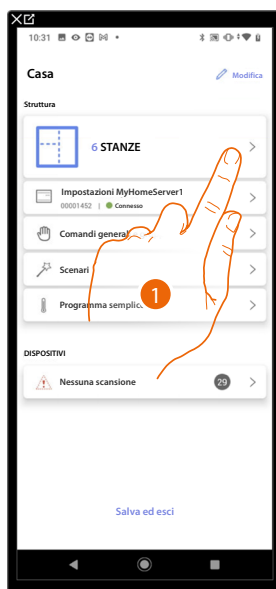 10:31
Casa
Modifica
Struttura
6 STANZE
Impostazioni MyHomeServer1
00001452 | Connesso
Comandi general
Scenari
Programma semplic
1
DISPOSITIVI
Nessuna scansione
29
Salva ed esci